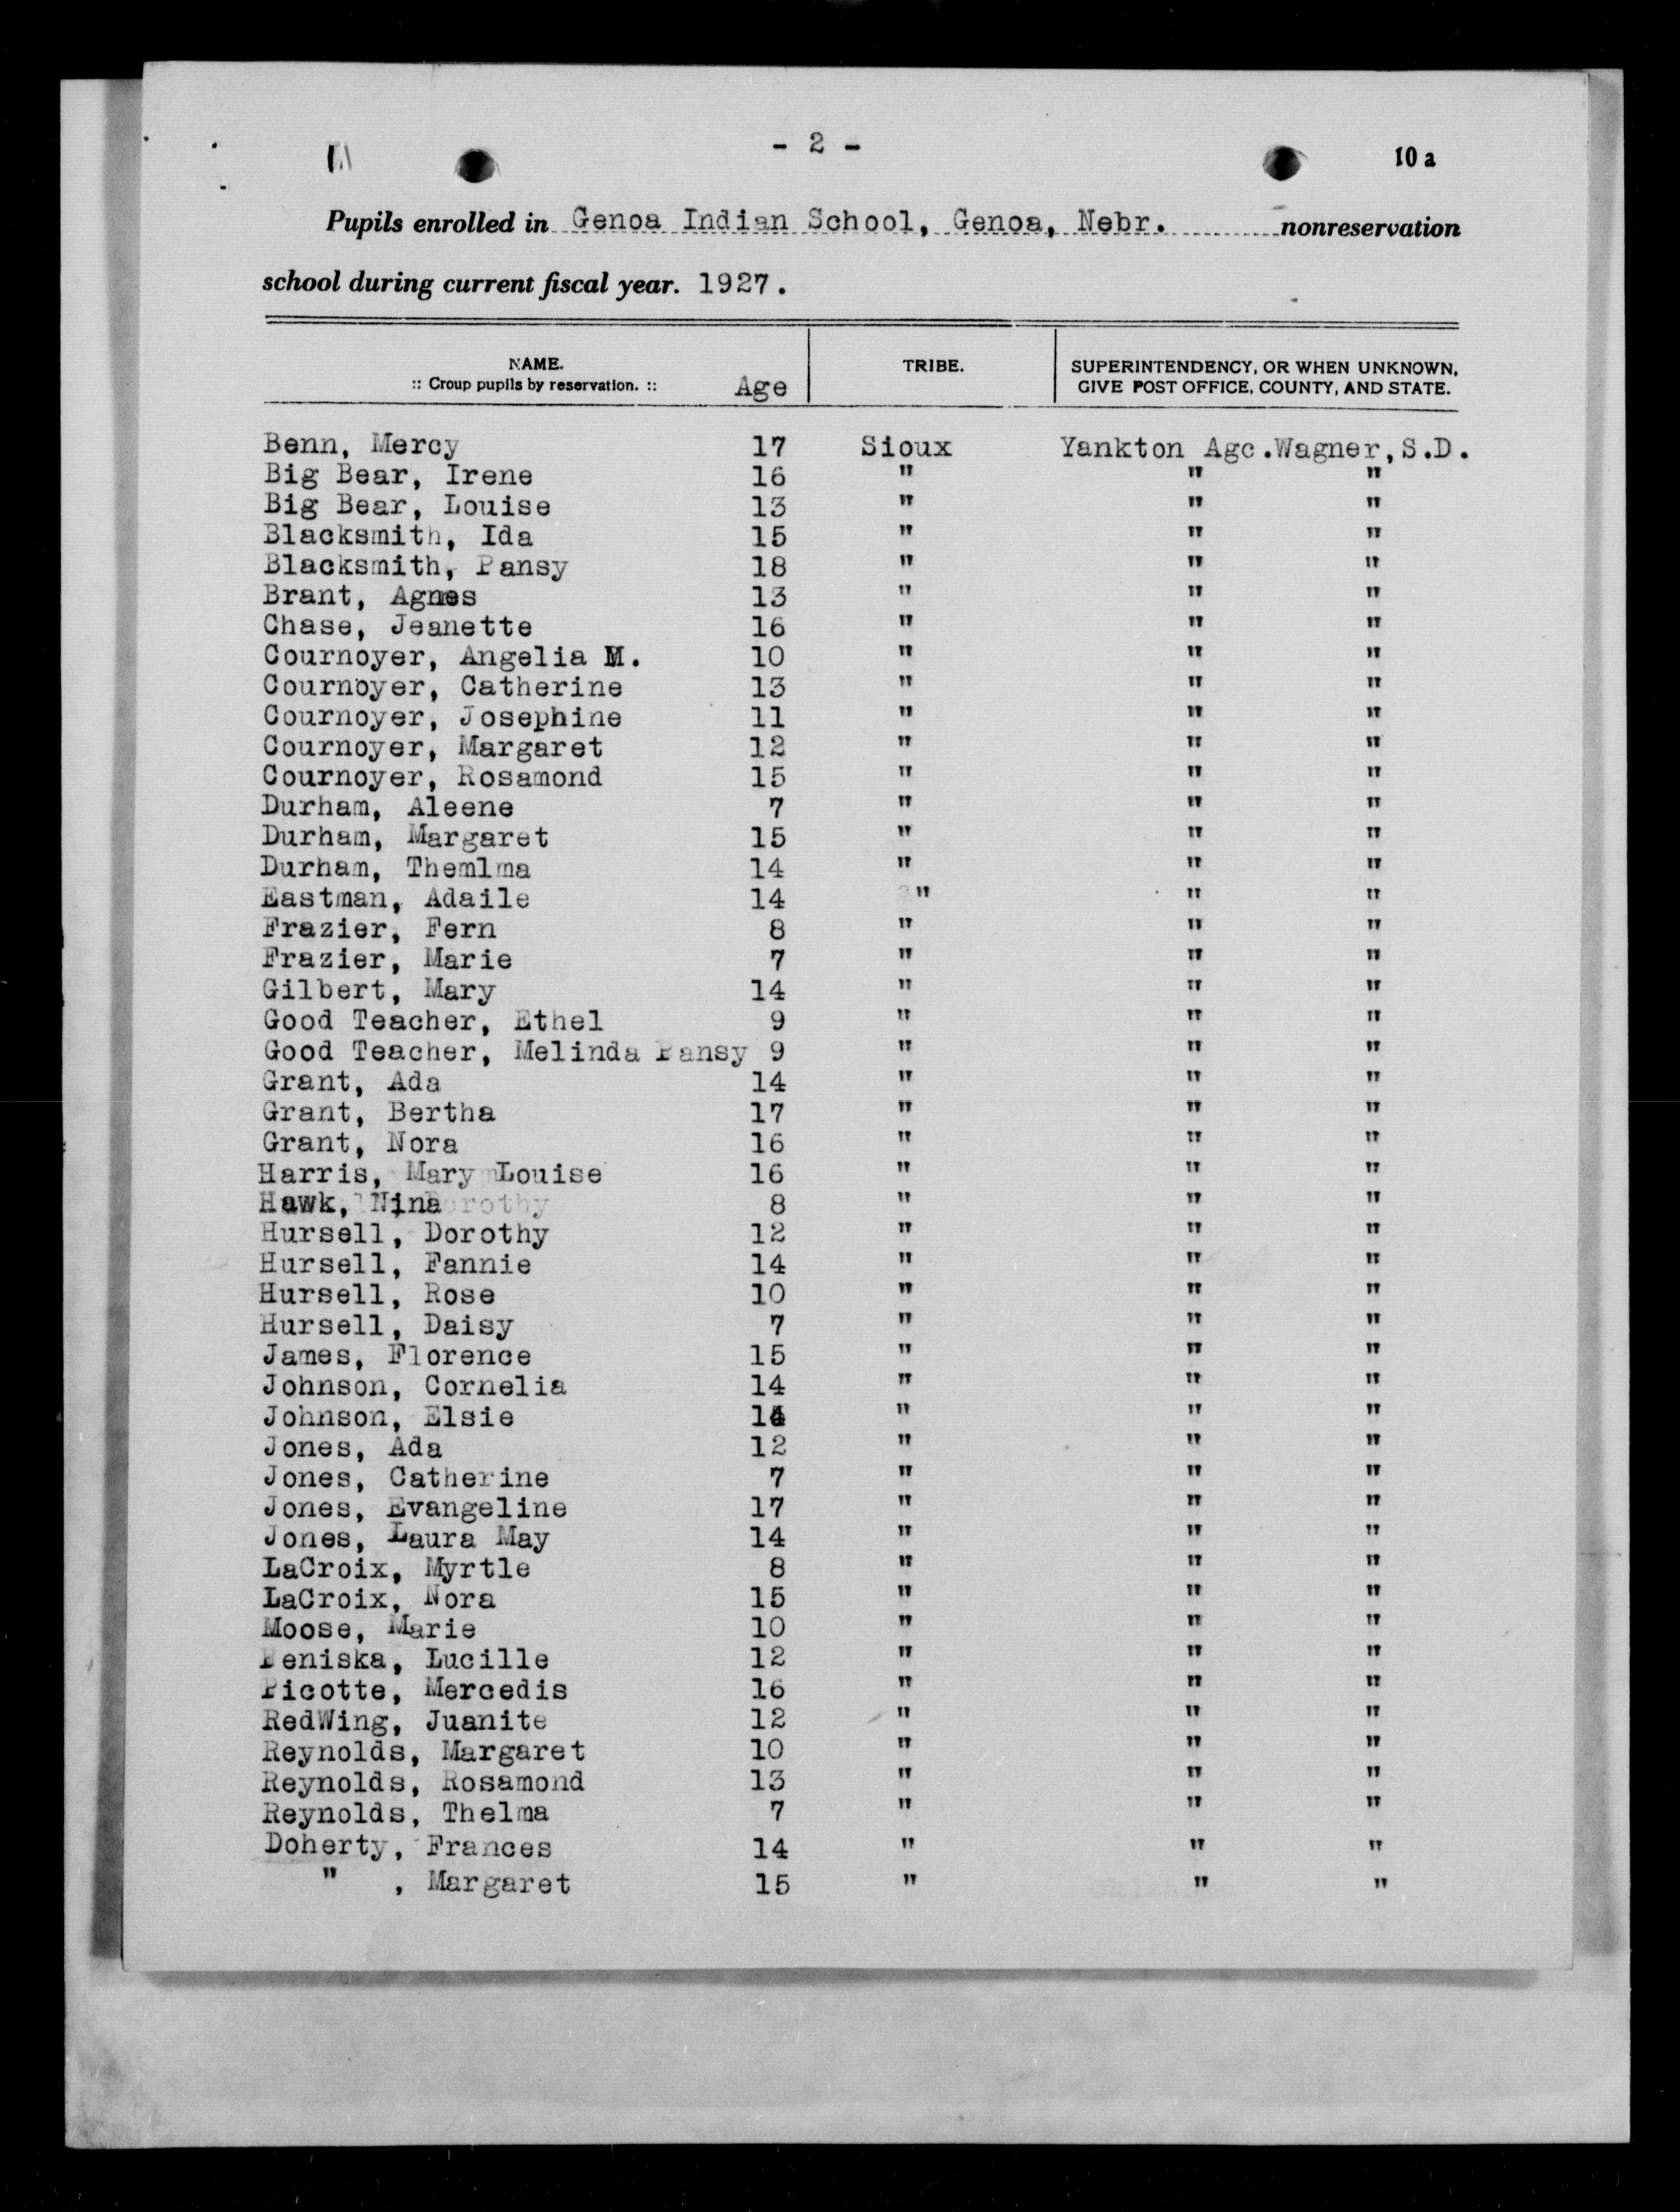 - 2 -
10 a
Pupils enrolled in Genoa Indian School, Genoa, Nebr. nonreservation
school during current fiscal year. 1927.
NAME. TRIBE. SUPERINTENDENCY, OR WHEN UNKNOWN,
:: Croup pupils by reservation. :: Age GIVE POST OFFICE, COUNTY, AND STATE.
Benn, Mercy 17 Sioux Yankton Agc.Wagner,S.D.
Big Bear, Irene 16 " " "
Big Bear, Louise 13 " " "
Blacksmith, Ida 15 " " "
Blacksmith, Pansy 18 " " "
Brant, Agnes 13 " " "
Chase, Jeanette 16 " " "
Cournoyer, Angelia M. 10 " " "
Cournoyer, Catherine 13 " " "
Cournoyer, Josephine 11 " " "
Cournoyer, Margaret 12 " " "
Cournoyer, Rosamond 15 " " "
Durham, Aleene 7 " " "
Durham, Margaret 15 " " "
Durham, Themlma 14 " " "
Eastman, Adaile 14 " " "
Frazier, Fern 8 " " "
Frazier, Marie 7 " " "
Gilbert, Mary 14 " " "
Good Teacher, Ethel 9 " " "
Good Teacher, Melinda Pansy 9 " " "
Grant, Ada 14 " " "
Grant, Bertha 17 " " "
Grant, Nora 16 " " "
Harris, Mary Louise 16 " " "
Hawk, Nina 8 " " "
Hursell, Dorothy 12 " " "
Hursell, Fannie 14 " " "
Hursell, Rose 10 " " "
Hursell, Daisy 7 " " "
James, Florence 15 " " "
Johnson, Cornelia 14 " " "
Johnson, Elsie " " "
Jones, Ada 12 " " "
Jones, Catherine 7 " " "
Jones, Evangeline 17 " " "
Jones, Laura May 14 " " "
LaCroix, Myrtle 8 " " "
LaCroix, Nora 15 " " "
Moose, Marie 10 " " "
Peniska, Lucille 12 " " "
Picotte, Mercedis 16 " " "
RedWing, Juanite 12 " " "
Reynolds, Margaret 10 " " "
Reynolds, Rosamond 13 " " "
Reynolds, Thelma 7 " " "
Doherty, Frances 14 " " "
" , Margaret 15 " " "